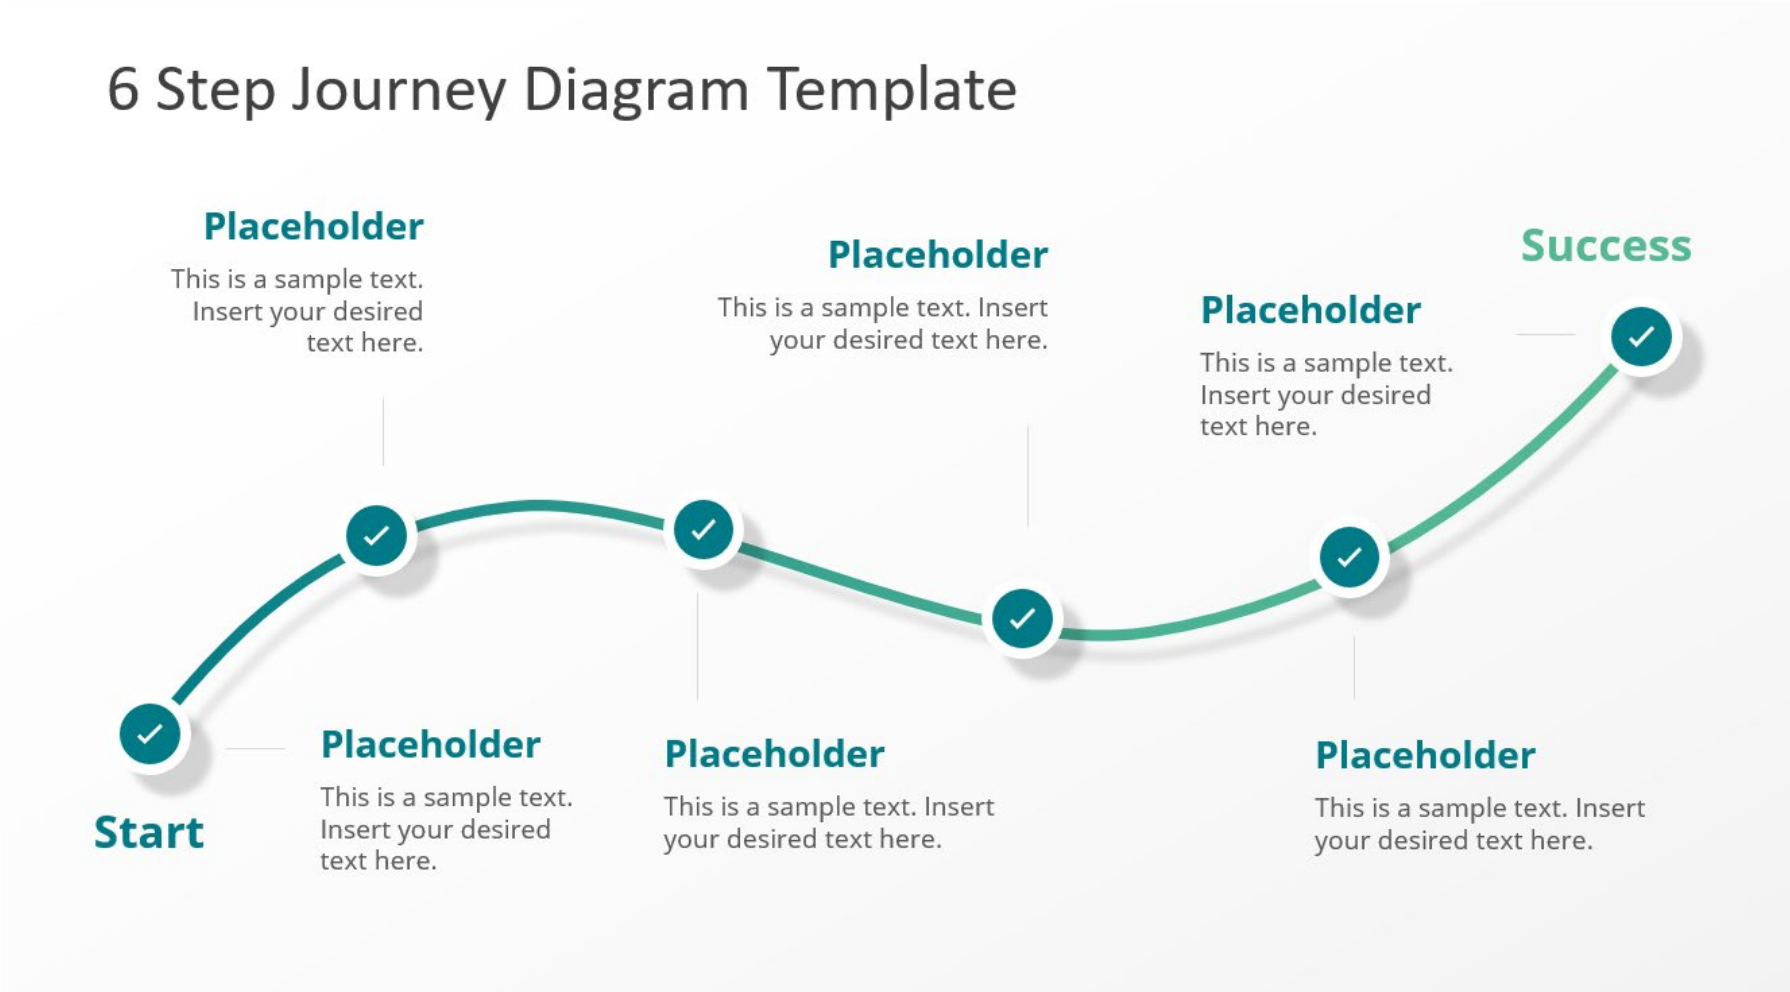 6 Step Journey Diagram Template
Placeholder
This is a sample text.
Insert your desired
text here.
Placeholder
This is a sample text. Insert
your desired text here.
Success
Placeholder
This is a sample text.
Insert your desired
text here.
Start
Placeholder
This is a sample text.
Insert your desired
text here.
Placeholder
This is a sample text. Insert
your desired text here.
Placeholder
This is a sample text. Insert
your desired text here.